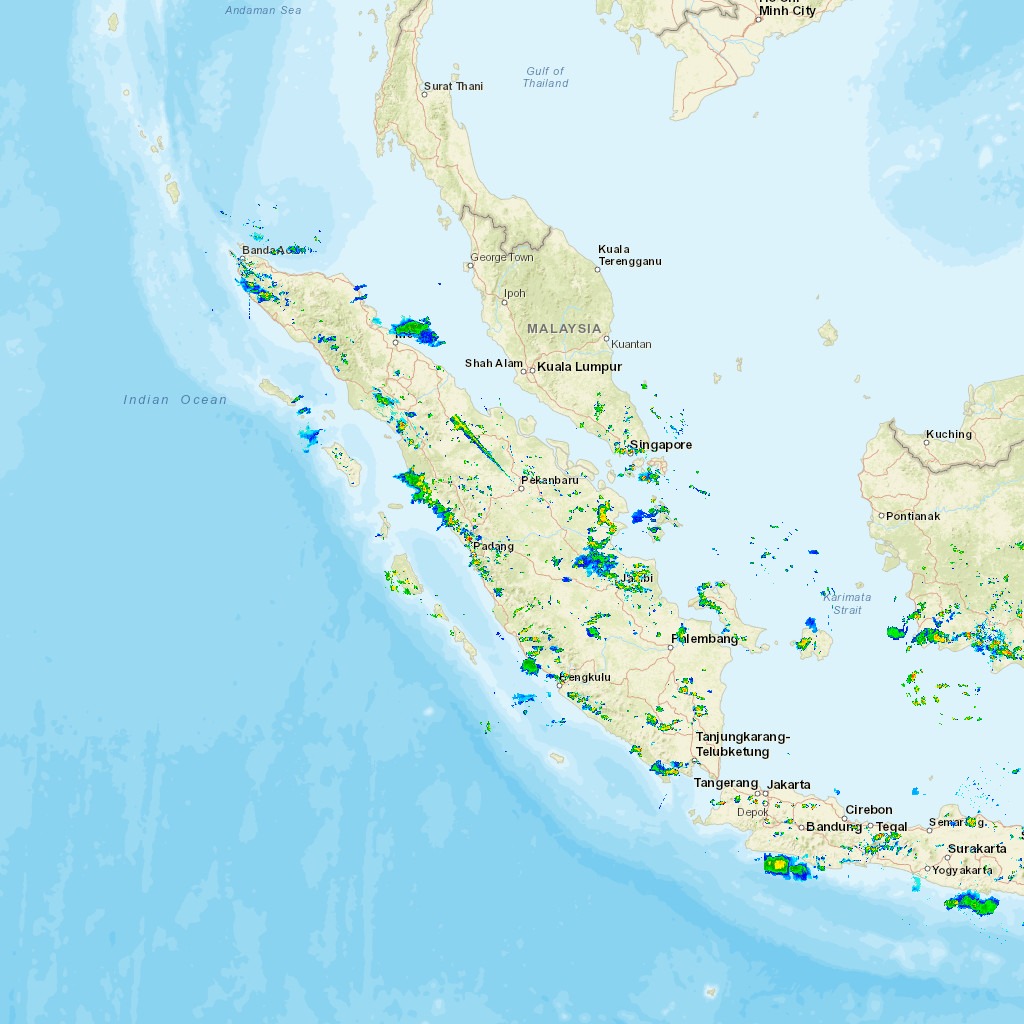 Andaman Sea
Minh City
Gulf of
Thailand
Surat Thani
Banda Aceh
George Town
Kuala
Terengganu
Ipoh
MALAYSIA
Kuantan
Shah Alam
Kuala Lumpur
Indian Ocean
Singapore
Kuching
Pekanbaru
Pontianak
Padang
Jambi
Karimata
Strait
Palembang
Bengkulu
Tanjungkarang-
Telubketung
Tangerang
Jakarta
Depok
Cirebon
Bandung
Tegal
Semarang
Surakarta
Yogyakarta